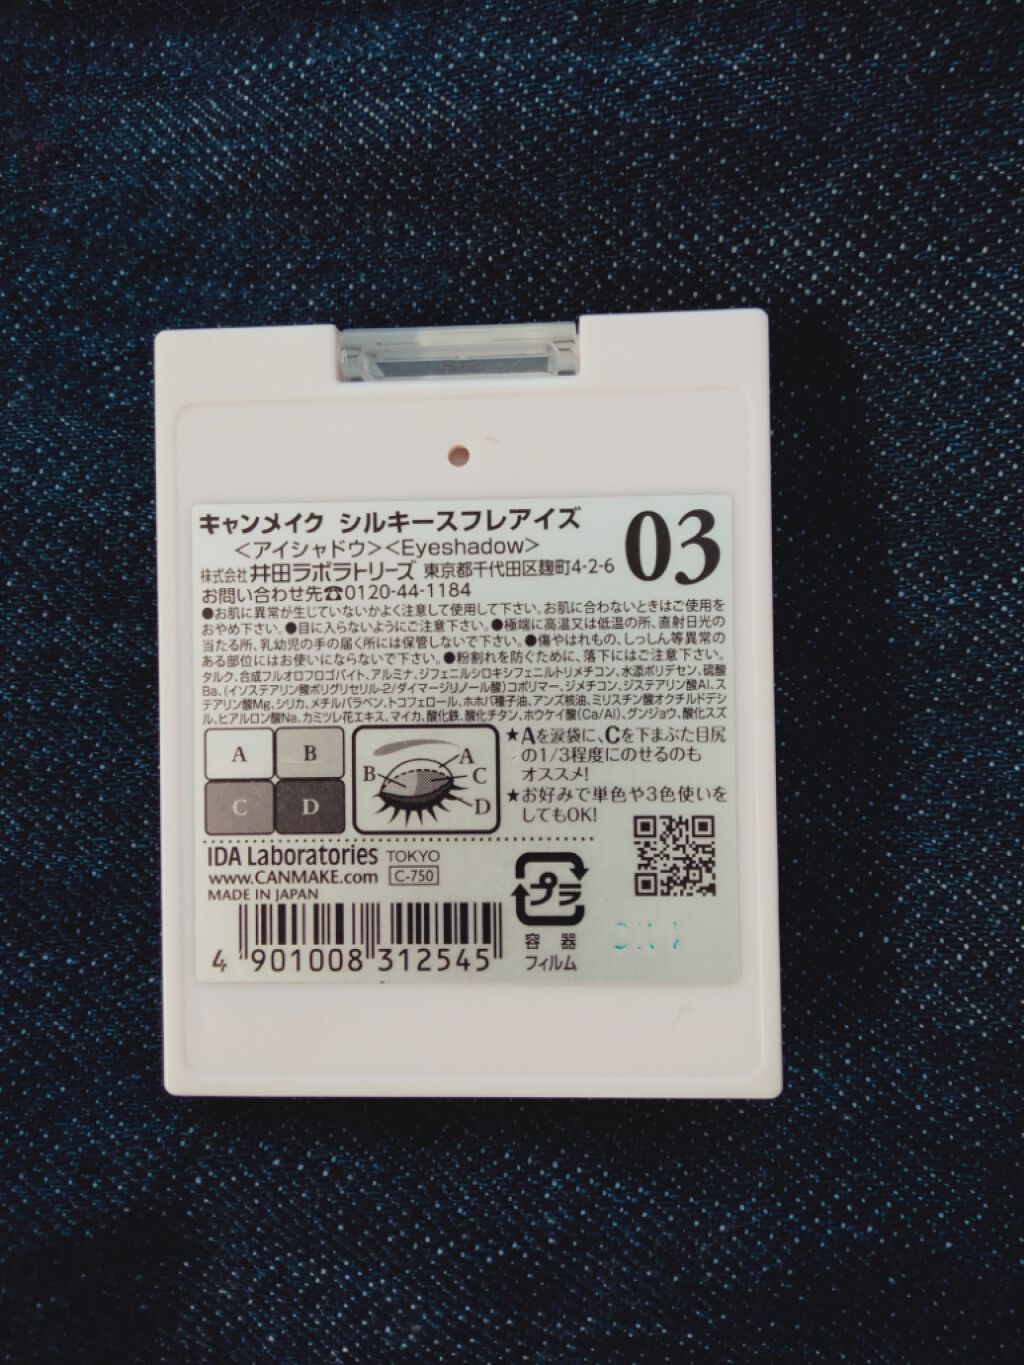 キャンメイク シルキースフレアイズ
<アイシャドウ><Eyeshadow>
03
株式会社 井田ラボラトリーズ 東京都千代田区麹町4-2-6
お問い合わせ先☎0120-44-1184
●お肌に異常が生じていないかよく注意して使用して下さい。お肌に合わないときはご使用を
おやめ下さい。●目に入らないようにご注意下さい。●極端に高温又は低温の所、直射日光の
当たる所、乳幼児の手の届く所には保管しないで下さい。●傷やはれもの、しっしん等異常の
ある部位にはお使いにならないで下さい。●粉割れを防ぐために、落下にはご注意下さい。
タルク、合成フルオロフロゴパイト、アルミナ、ジフェニルシロキシフェニルトリメチコン、水添ポリデセン、硫酸
Ba、(イソステアリン酸ポリグリセリル-2/ダイマージリノール酸)コポリマー、ジメチコン、ジステアリン酸Al、ス
テアリン酸Mg、シリカ、メチルパラベン、トコフェロール、ホホバ種子油、アンズ核油、ミリスチン酸オクチルドデシ
ル、ヒアルロン酸Na、カミツレ花エキス、マイカ、酸化鉄、酸化チタン、ホウケイ酸(Ca/Al)、グンジョウ、酸化スズ
A B
C D
B A
C
D
★Aを涙袋に、Cを下まぶた目尻
の1/3程度にのせるのも
オススメ!
★お好みで単色や3色使いを
してもOK!
IDA Laboratories TOKYO
www.CANMAKE.com C-750
MADE IN JAPAN
4 901008 312545
プラ
容器
フィルム